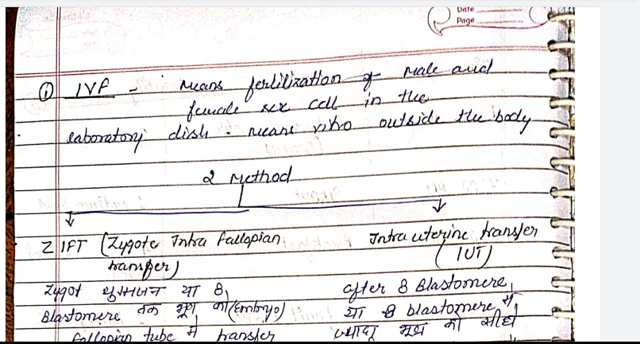 Date
Page
① IVF - Means fertilization of Male and
female sex cell in the
laboratory dish. means vitro outside the body
2 Method
ZIFT (Zygote Intra Fallopian
transfer)
Intra uterine transfer
(IUT)
Zygot या 8
Blastomere तक भ्रूण को (Embryo)
Fallopian tube में transfer
after 8 Blastomere
या 8 blastomere से
ज्यादा भ्रूण को सीधे